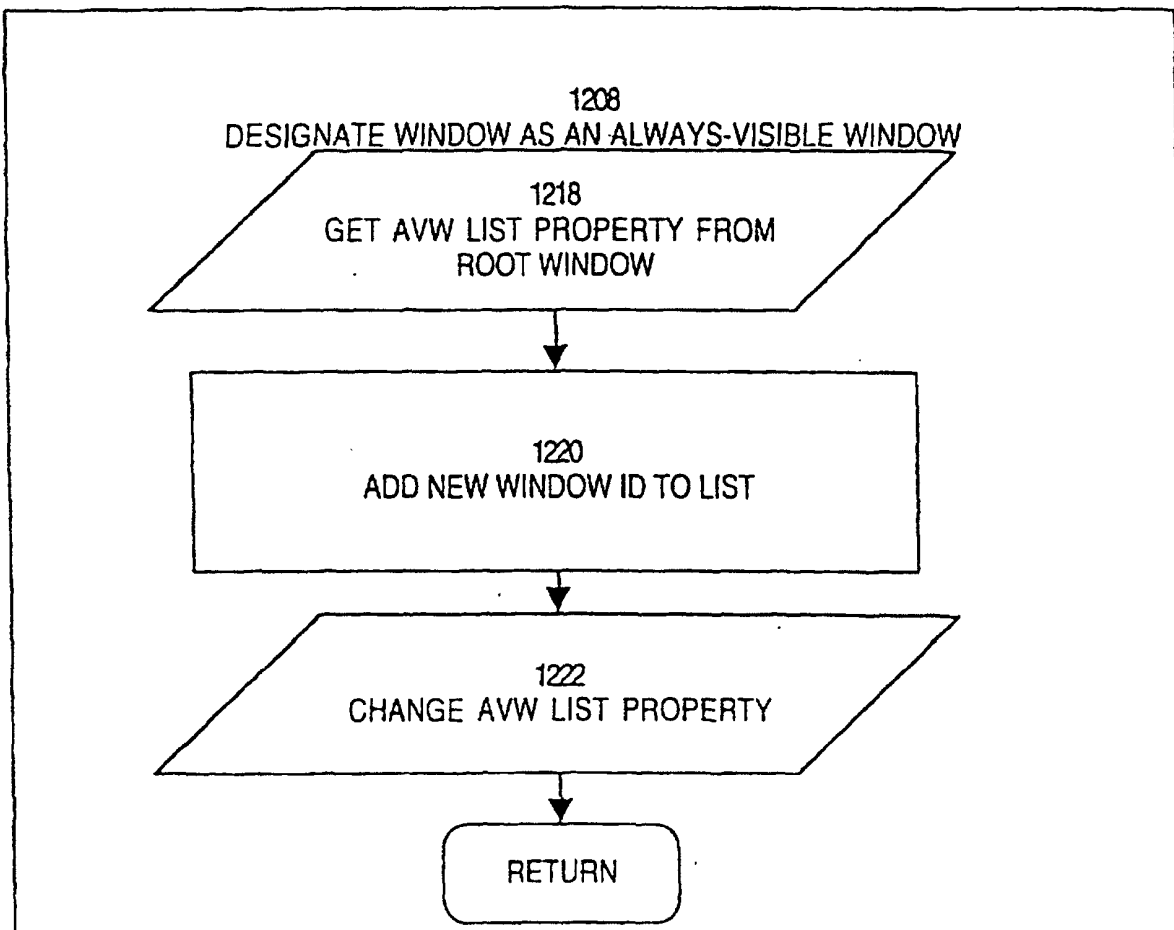 1208
DESIGNATE WINDOW AS AN ALWAYS-VISIBLE WINDOW
1218
GET AVW LIST PROPERTY FROM
ROOT WINDOW
1220
ADD NEW WINDOW ID TO LIST
1222
CHANGE AVW LIST PROPERTY
RETURN